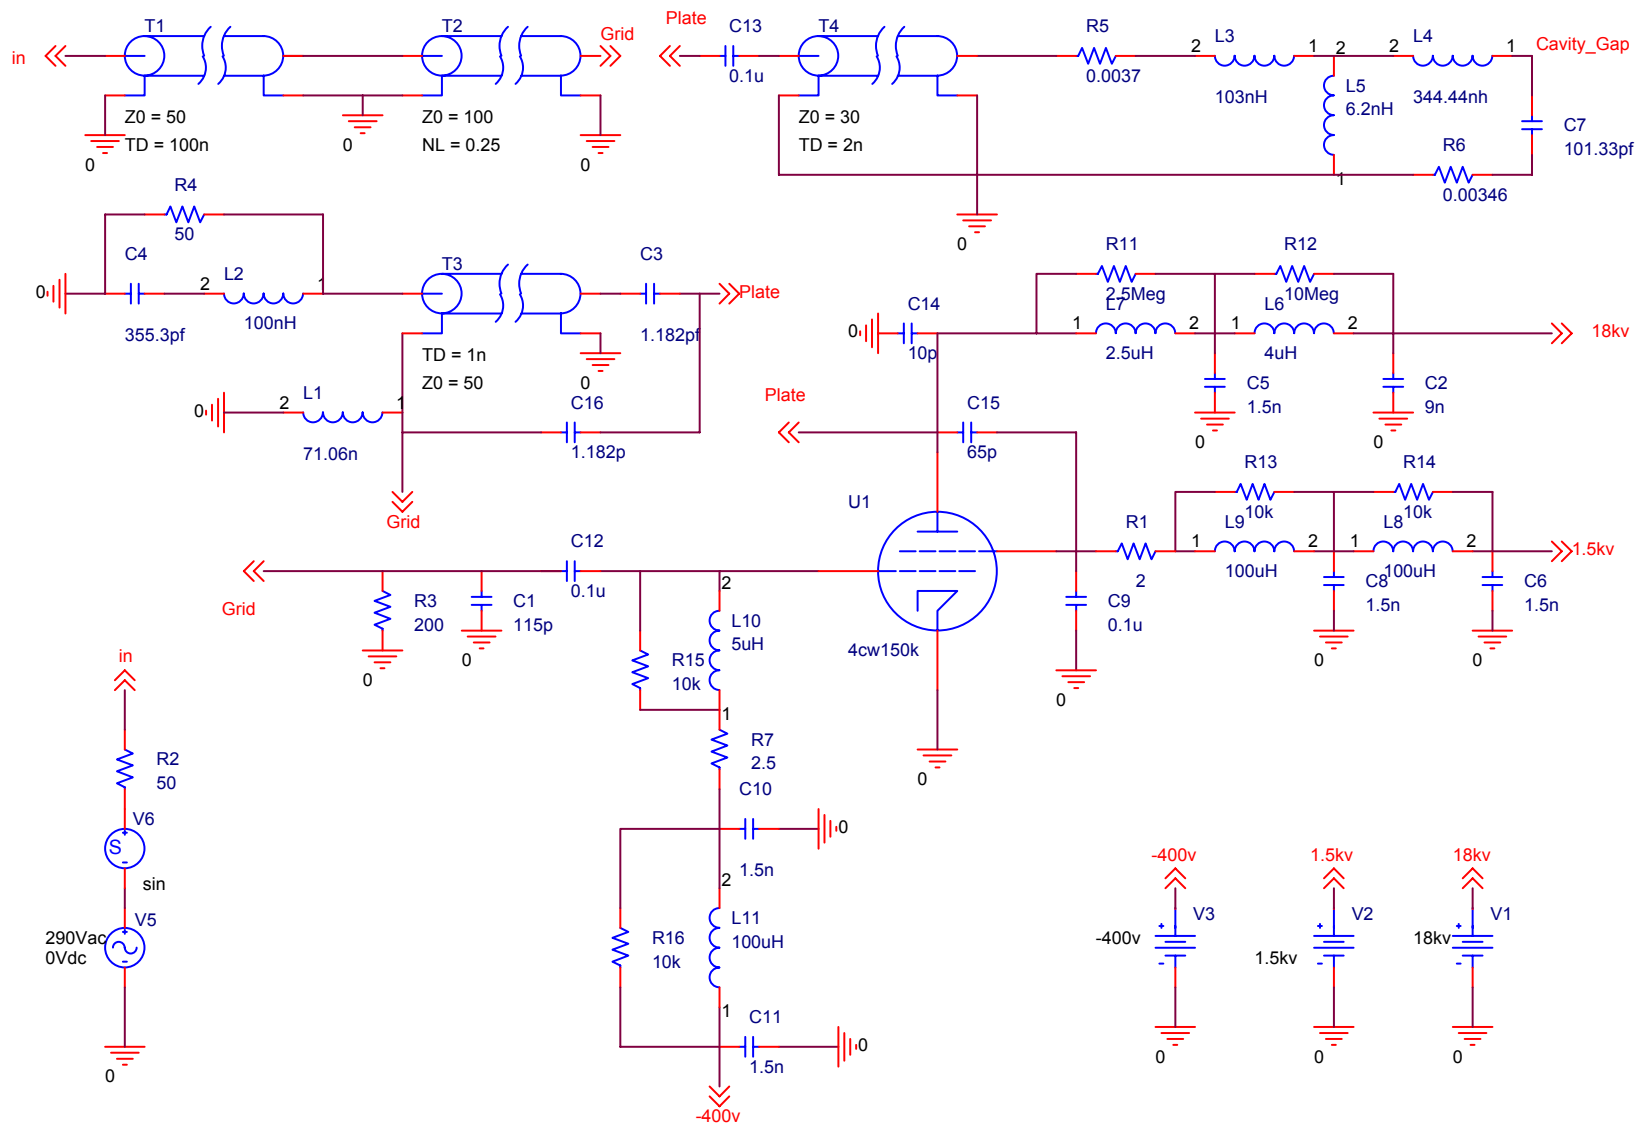 in
T1
Z0 = 50
TD = 100n
0
0
T2
Z0 = 100
NL = 0.25
Grid
0
Plate
C13
0.1u
T4
Z0 = 30
TD = 2n
0
R5
0.0037
2
L3
1
103nH
2
L5
6.2nH
1
2
L4
1
344.44nh
Cavity_Gap
C7
101.33pf
R6
0.00346
R4
50
0
C4
355.3pf
2
L2
1
100nH
T3
TD = 1n
Z0 = 50
0
C3
1.182pf
Plate
0
2
L1
1
71.06n
C16
1.182p
Grid
0
C14
10p
R11
2.5Meg
1
L7
2
2.5uH
R12
10Meg
1
L6
2
4uH
18kv
C5
1.5n
0
C2
9n
0
Plate
C15
65p
U1
4cw150k
0
R1
2
C9
0.1u
0
R13
10k
1
L9
2
100uH
R14
10k
1
L8
2
100uH
1.5kv
C8
1.5n
0
C6
1.5n
0
Grid
R3
200
0
C1
115p
0
C12
0.1u
R15
10k
2
L10
5uH
1
R7
2.5
C10
1.5n
0
R16
10k
2
L11
100uH
1
C11
1.5n
0
-400v
in
R2
50
V6
S
sin
V5
290Vac
0Vdc
0
-400v
V3
-400v
0
1.5kv
V2
1.5kv
0
18kv
V1
18kv
0